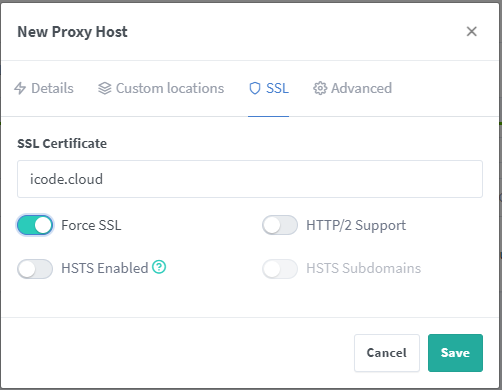 New Proxy Host
Details Custom locations SSL Advanced
SSL Certificate
icode.cloud
Force SSL HTTP/2 Support
HSTS Enabled HSTS Subdomains
Cancel Save